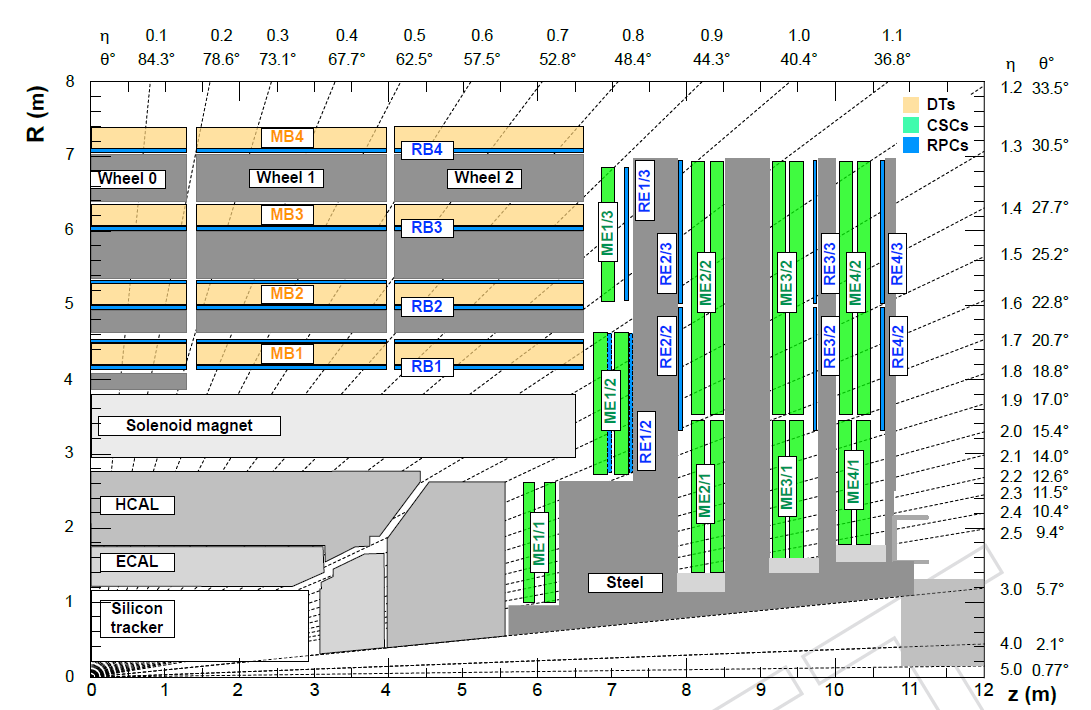 η 0.1 0.2 0.3 0.4 0.5 0.6 0.7 0.8 0.9 1.0 1.1
θ° 84.3° 78.6° 73.1° 67.7° 62.5° 57.5° 52.8° 48.4° 44.3° 40.4° 36.8°
η θ°
R (m)
8
7
6
5
4
3
2
1
0
1.2 33.5°
1.3 30.5°
1.4 27.7°
1.5 25.2°
1.6 22.8°
1.7 20.7°
1.8 18.8°
1.9 17.0°
2.0 15.4°
2.1 14.0°
2.2 12.6°
2.3 11.5°
2.4 10.4°
2.5 9.4°
3.0 5.7°
4.0 2.1°
5.0 0.77°
DTs
CSCs
RPCs
MB4
RB4
Wheel 0
Wheel 1
Wheel 2
MB3
RB3
MB2
RB2
MB1
RB1
Solenoid magnet
HCAL
ECAL
Silicon
tracker
Steel
ME1/3
RE1/3
ME1/2
RE1/2
ME1/1
RE2/3
RE2/2
ME2/2
ME2/1
ME3/2
ME3/1
RE3/3
RE3/2
ME4/2
ME4/1
RE4/3
RE4/2
0 1 2 3 4 5 6 7 8 9 10 11 12
z (m)